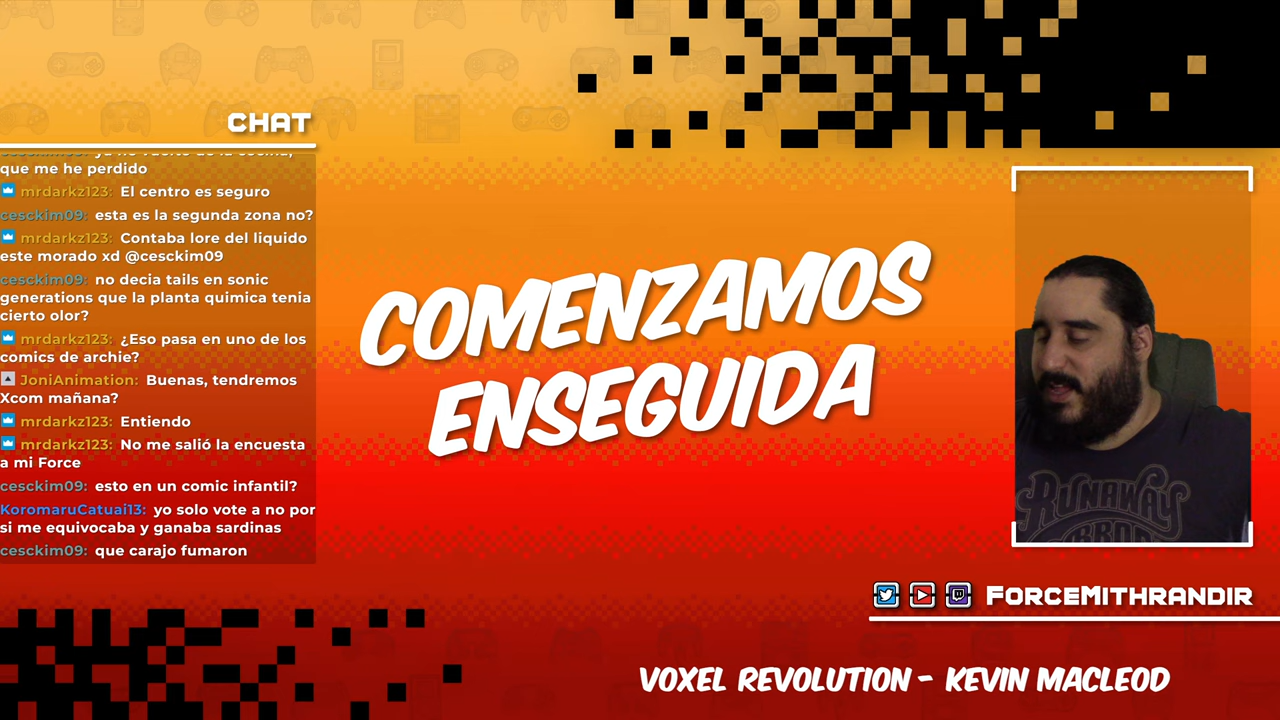 CHAT
que me he perdido
mrdarkz123: El centro es seguro
cesckim09: esta es la segunda zona no?
mrdarkz123: Contaba lore del liquido
este morado xd @cesckim09
cesckim09: no decia tails en sonic
generations que la planta quimica tenia
cierto olor?
mrdarkz123: ¿Eso pasa en uno de los
comics de archie?
JoniAnimation: Buenas, tendremos
Xcom mañana?
mrdarkz123: Entiendo
mrdarkz123: No me salió la encuesta
a mi Force
cesckim09: esto en un comic infantil?
KoromaruCatuai13: yo solo vote a no por
si me equivocaba y ganaba sardinas
cesckim09: que carajo fumaron
COMENZAMOS
ENSEGUIDA
RUNAWAY
FORCEMITHRANDIR
VOXEL REVOLUTION - KEVIN MACLEOD